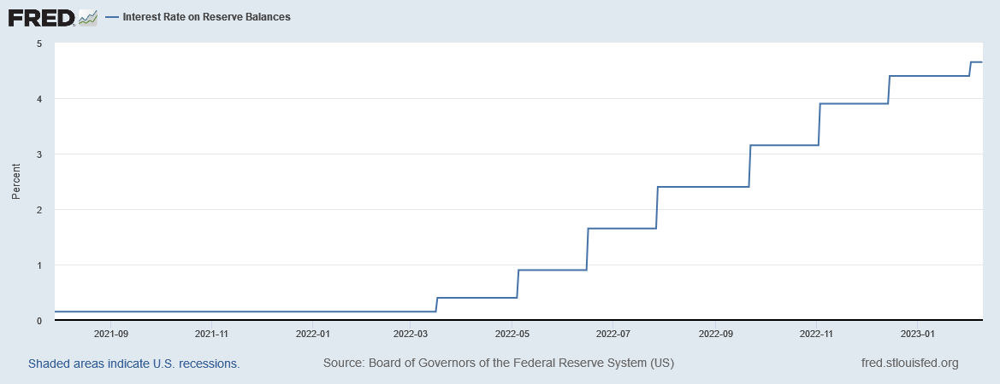 FRED
Interest Rate on Reserve Balances
5
4
3
2
1
0
Percent
2021-09 2021-11 2022-01 2022-03 2022-05 2022-07 2022-09 2022-11 2023-01
Shaded areas indicate U.S. recessions.
Source: Board of Governors of the Federal Reserve System (US)
fred.stlouisfed.org